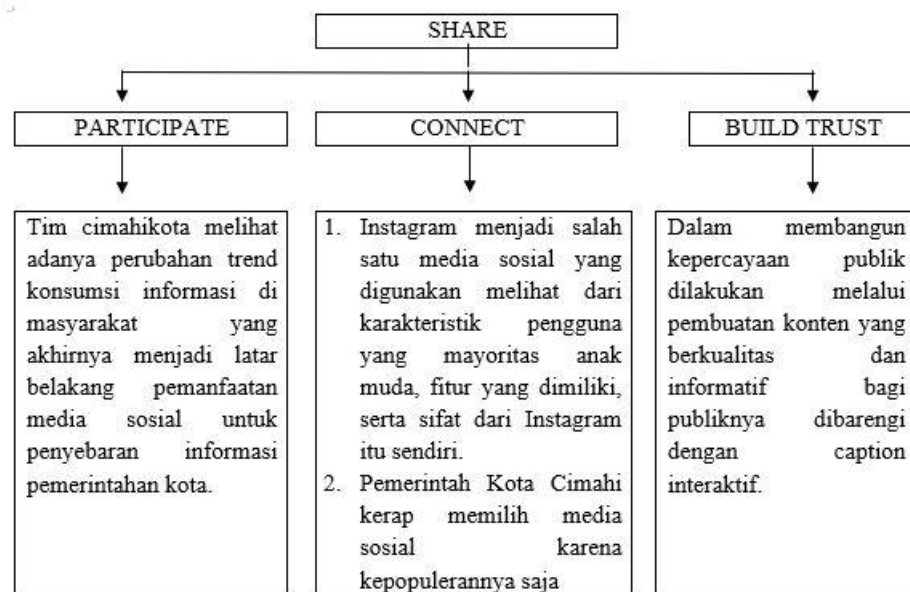 SHARE
PARTICIPATE
CONNECT
BUILD TRUST
Tim cimahikota melihat
adanya perubahan trend
konsumsi informasi di
masyarakat yang
akhirnya menjadi latar
belakang pemanfaatan
media sosial untuk
penyebaran informasi
pemerintahan kota.
1. Instagram menjadi salah
satu media sosial yang
digunakan melihat dari
karakteristik pengguna
yang mayoritas anak
muda, fitur yang dimiliki,
serta sifat dari Instagram
itu sendiri.
2. Pemerintah Kota Cimahi
kerap memilih media
sosial karena
kepopulerannya saja
Dalam membangun
kepercayaan publik
dilakukan melalui
pembuatan konten yang
berkualitas dan
informatif bagi
publiknya dibarengi
dengan caption
interaktif.